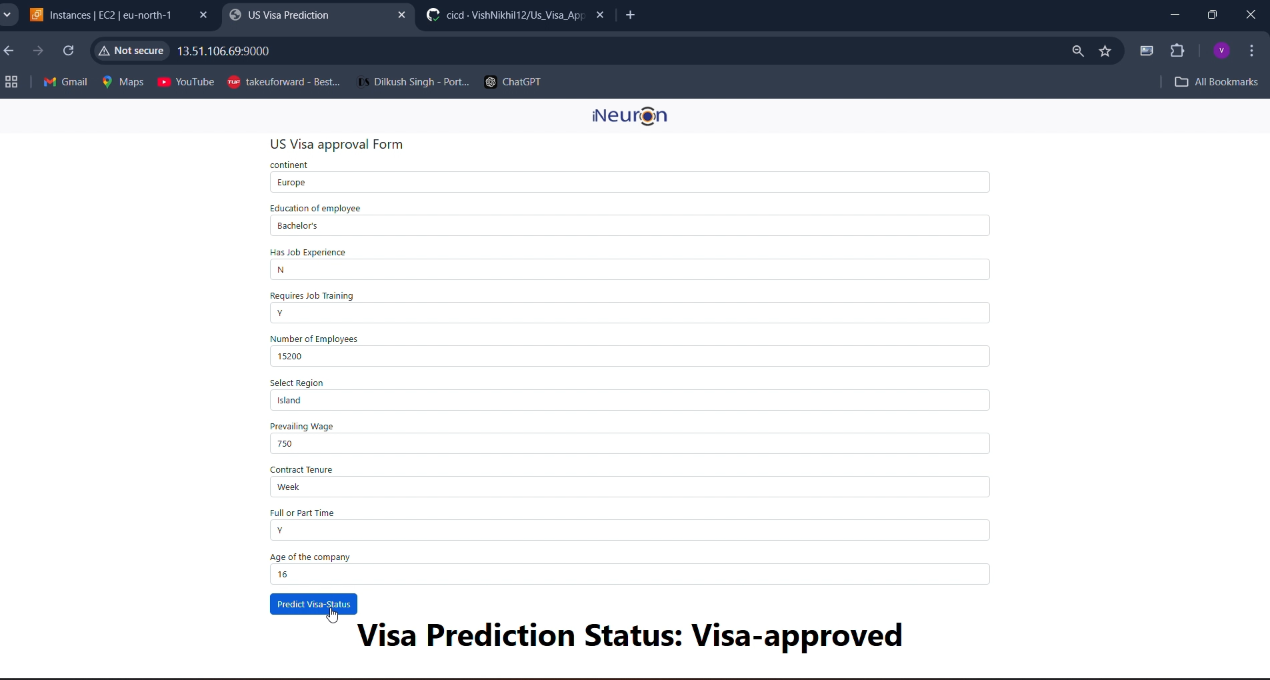 Instances | EC2 | eu-north-1
US Visa Prediction
cicd · VishNikhil12/Us_Visa_App
Not secure
13.51.106.69:9000
V
Gmail
Maps
YouTube
TUF
takeuforward - Best...
DS
Dilkush Singh - Port...
ChatGPT
All Bookmarks
iNeuron
US Visa approval Form
continent
Europe
Education of employee
Bachelor's
Has Job Experience
N
Requires Job Training
Y
Number of Employees
15200
Select Region
Island
Prevailing Wage
750
Contract Tenure
Week
Full or Part Time
Y
Age of the company
16
Predict Visa-Status
Visa Prediction Status: Visa-approved